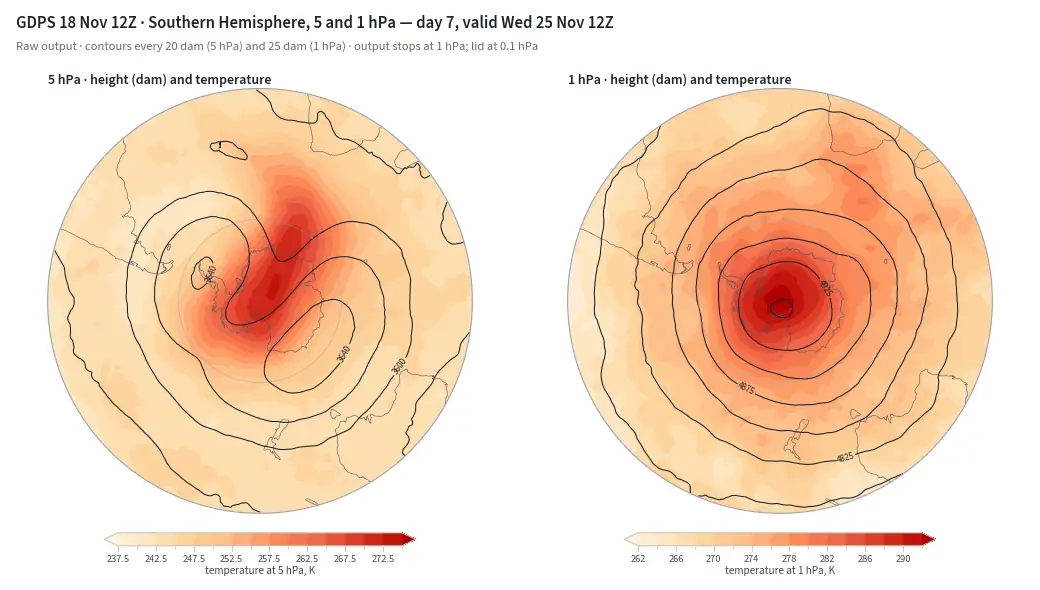 GDPS 18 Nov 12Z · Southern Hemisphere, 5 and 1 hPa — day 7, valid Wed 25 Nov 12Z
Raw output · contours every 20 dam (5 hPa) and 25 dam (1 hPa) · output stops at 1 hPa; lid at 0.1 hPa
5 hPa · height (dam) and temperature
3640
3640
3600
237.5 242.5 247.5 252.5 257.5 262.5 267.5 272.5
temperature at 5 hPa, K
1 hPa · height (dam) and temperature
4925
4875
4825
262 266 270 274 278 282 286 290
temperature at 1 hPa, K